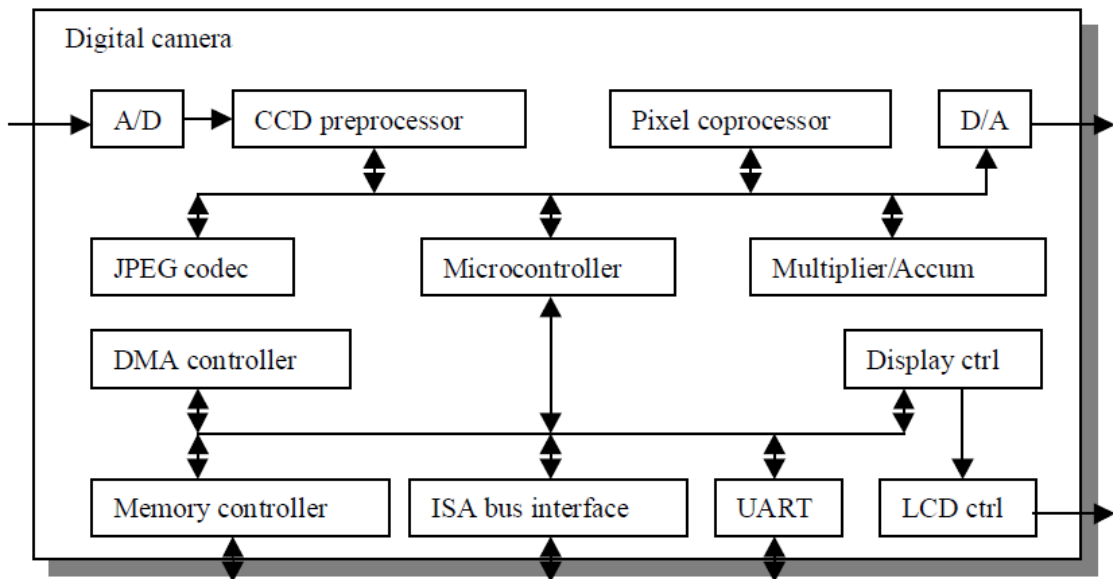 Digital camera
A/D
CCD preprocessor
Pixel coprocessor
D/A
JPEG codec
Microcontroller
Multiplier/Accum
DMA controller
Display ctrl
Memory controller
ISA bus interface
UART
LCD ctrl